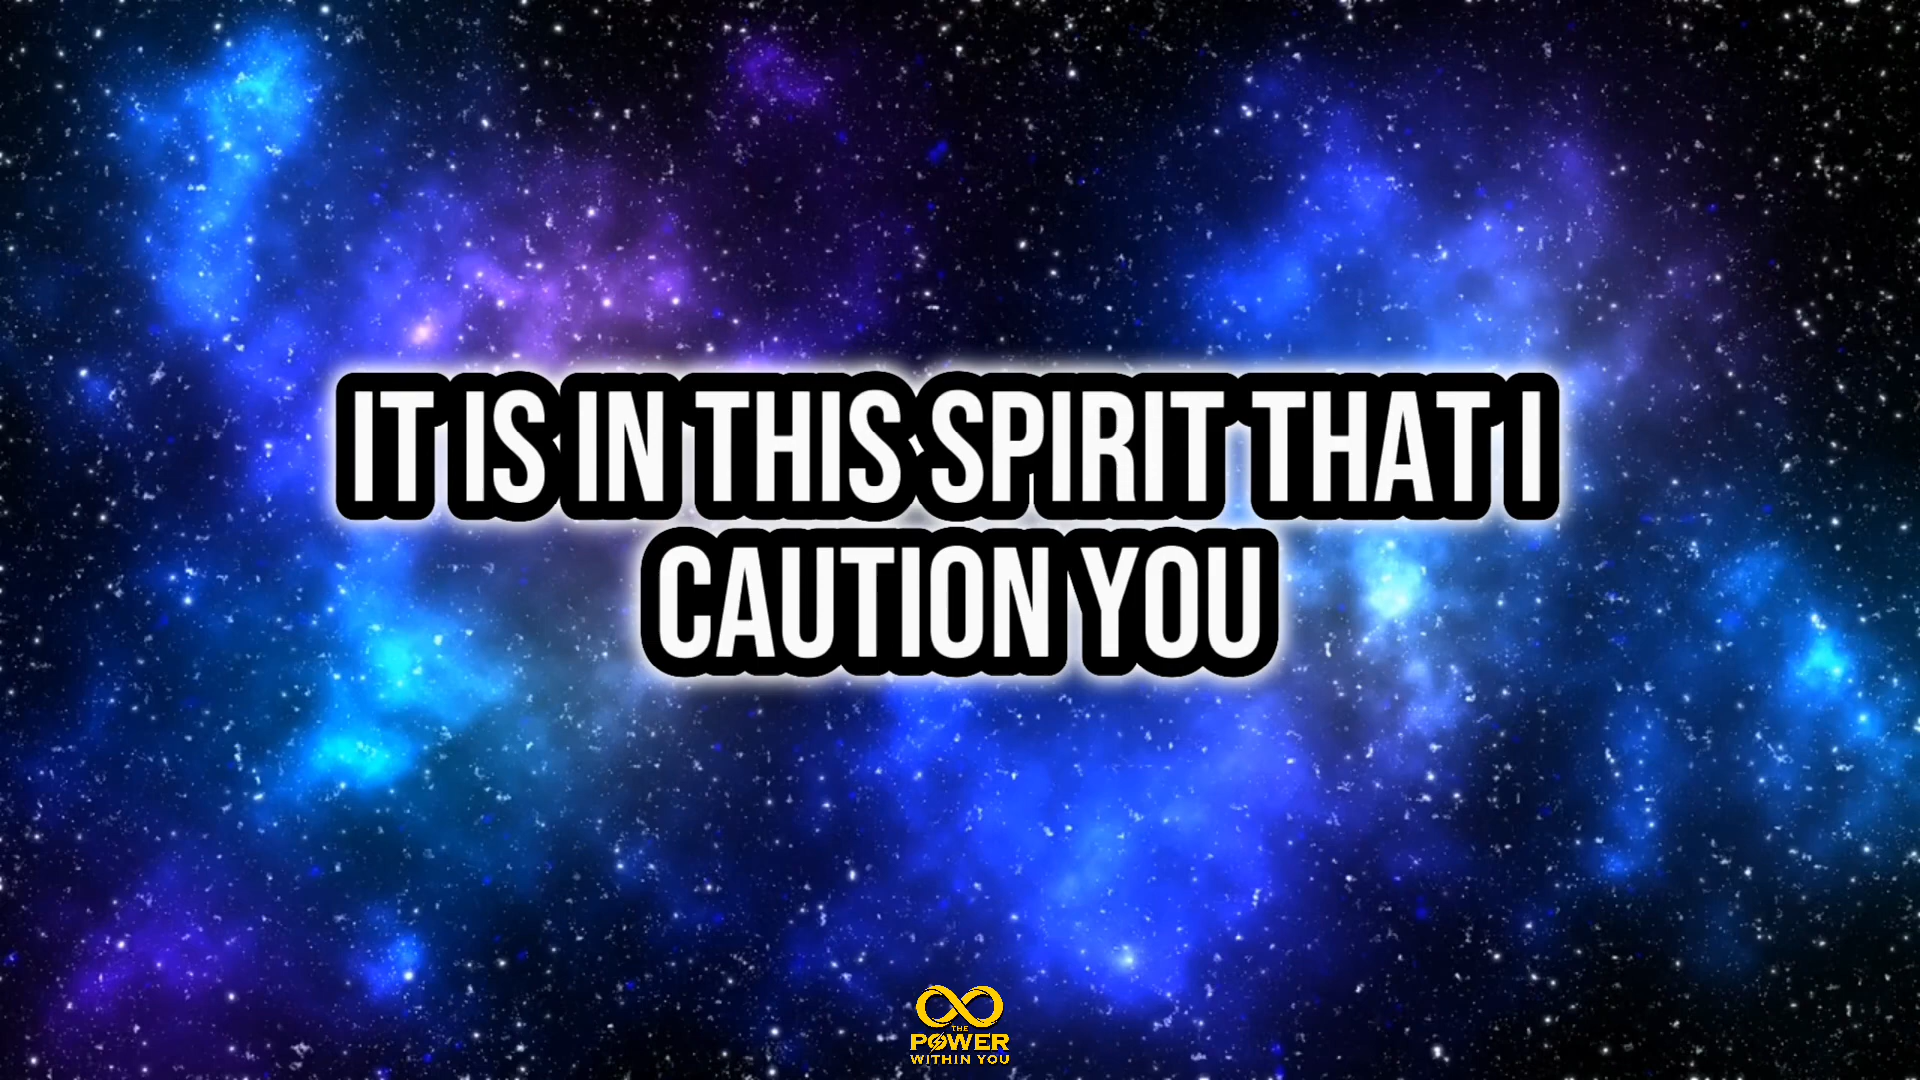 IT IS IN THIS SPIRIT THAT I
CAUTION YOU
THE
POWER
WITHIN YOU